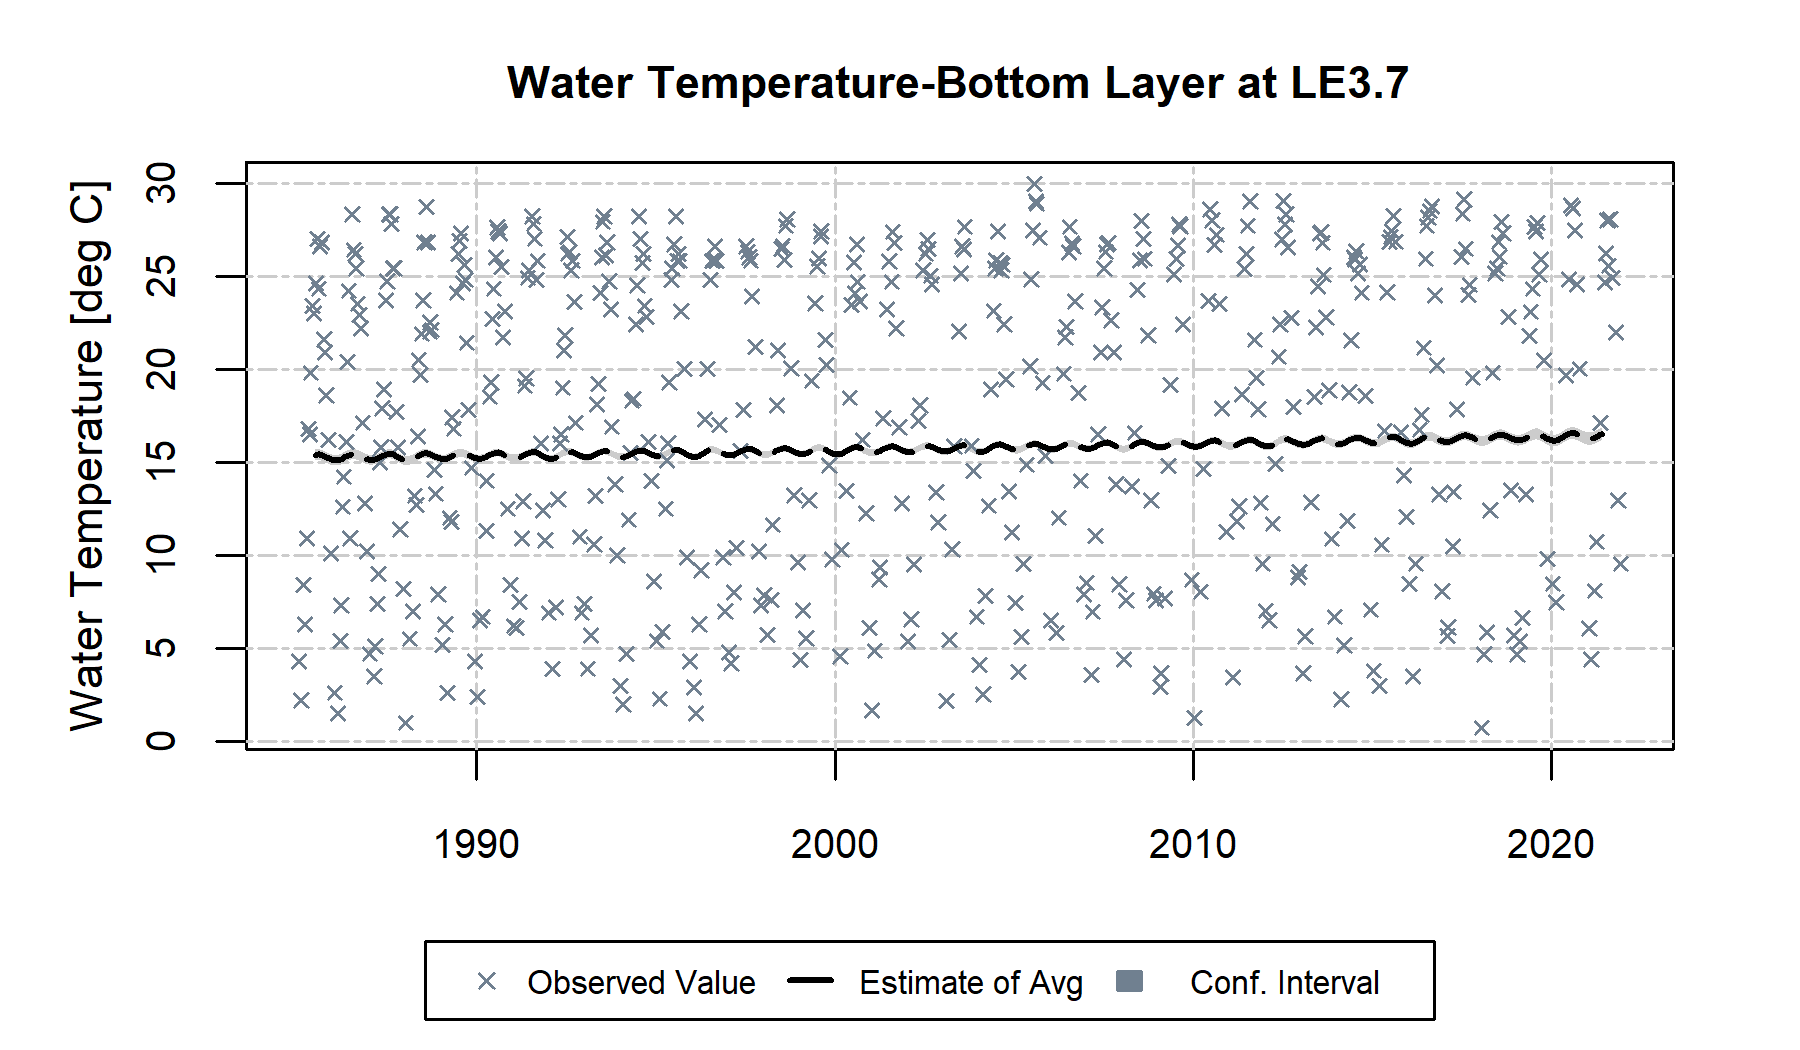 Water Temperature-Bottom Layer at LE3.7
Water Temperature [deg C]
30
25
20
15
10
5
0
1990 2000 2010 2020
Observed Value Estimate of Avg Conf. Interval